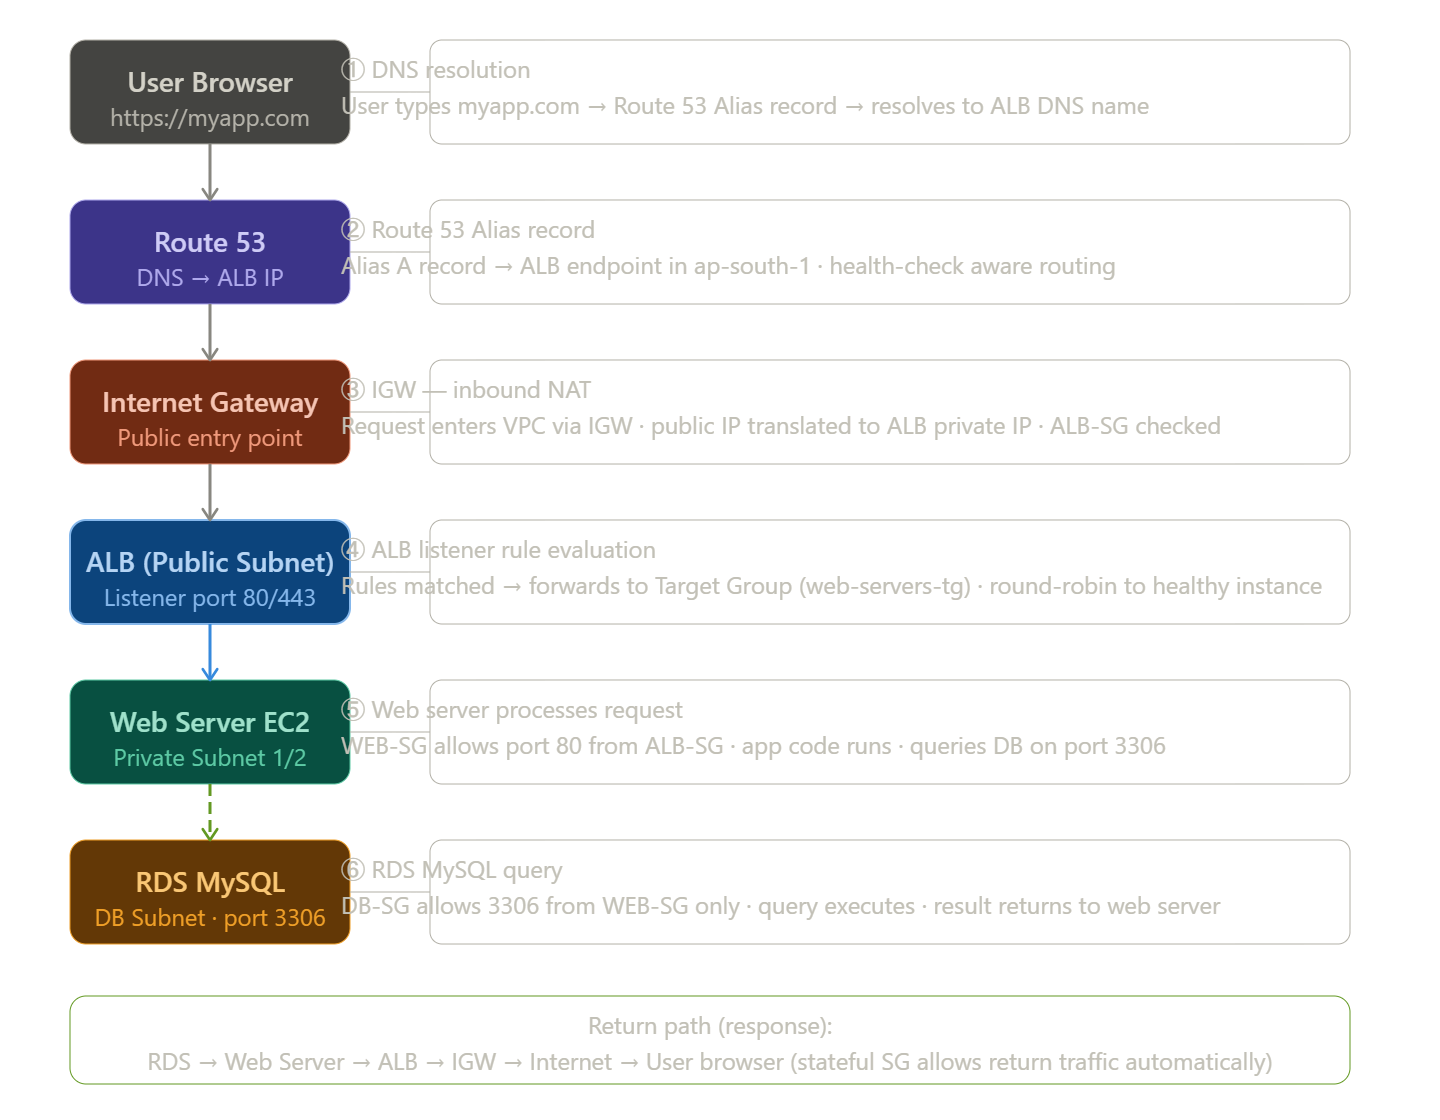 User Browser
https://myapp.com
① DNS resolution
User types myapp.com → Route 53 Alias record → resolves to ALB DNS name
Route 53
DNS → ALB IP
② Route 53 Alias record
Alias A record → ALB endpoint in ap-south-1 · health-check aware routing
Internet Gateway
Public entry point
③ IGW — inbound NAT
Request enters VPC via IGW · public IP translated to ALB private IP · ALB-SG checked
ALB (Public Subnet)
Listener port 80/443
④ ALB listener rule evaluation
Rules matched → forwards to Target Group (web-servers-tg) · round-robin to healthy instance
Web Server EC2
Private Subnet 1/2
⑤ Web server processes request
WEB-SG allows port 80 from ALB-SG · app code runs · queries DB on port 3306
RDS MySQL
DB Subnet · port 3306
⑥ RDS MySQL query
DB-SG allows 3306 from WEB-SG only · query executes · result returns to web server
Return path (response):
RDS → Web Server → ALB → IGW → Internet → User browser (stateful SG allows return traffic automatically)